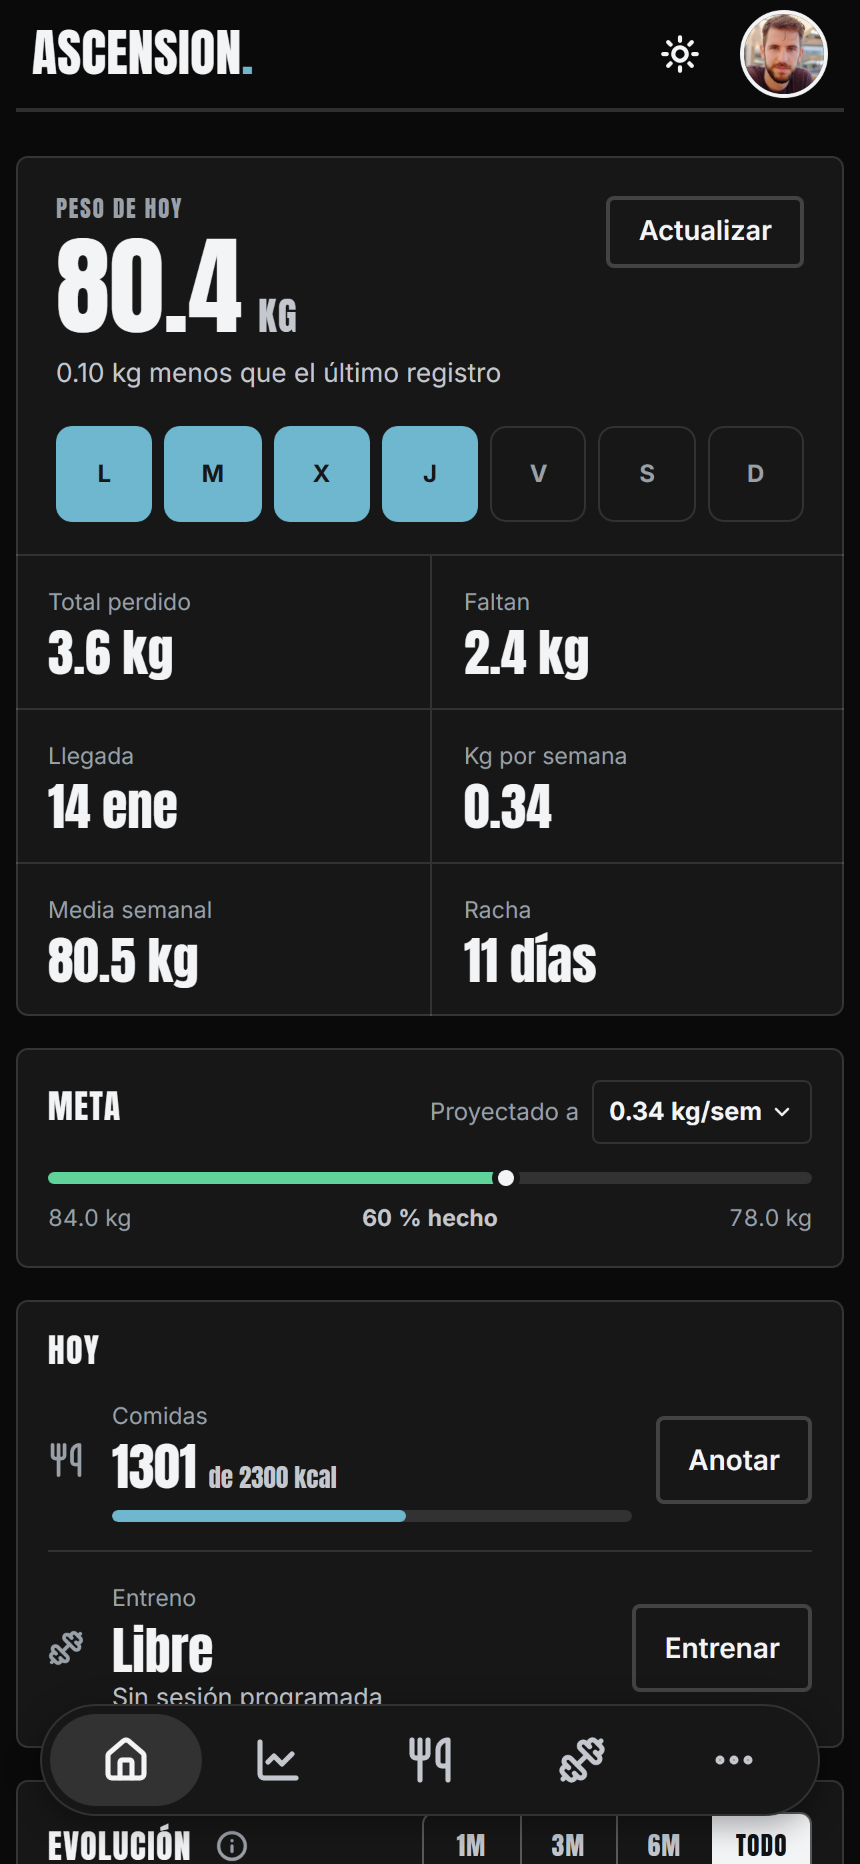 ASCENSION.
PESO DE HOY
Actualizar
80.4 KG
0.10 kg menos que el último registro
L M X J V S D
Total perdido
3.6 kg
Faltan
2.4 kg
Llegada
14 ene
Kg por semana
0.34
Media semanal
80.5 kg
Racha
11 días
META
Proyectado a
0.34 kg/sem
84.0 kg
60 % hecho
78.0 kg
HOY
Comidas
1301 de 2300 kcal
Anotar
Entreno
Libre
Sin sesión programada
Entrenar
EVOLUCIÓN
1M 3M 6M TODO